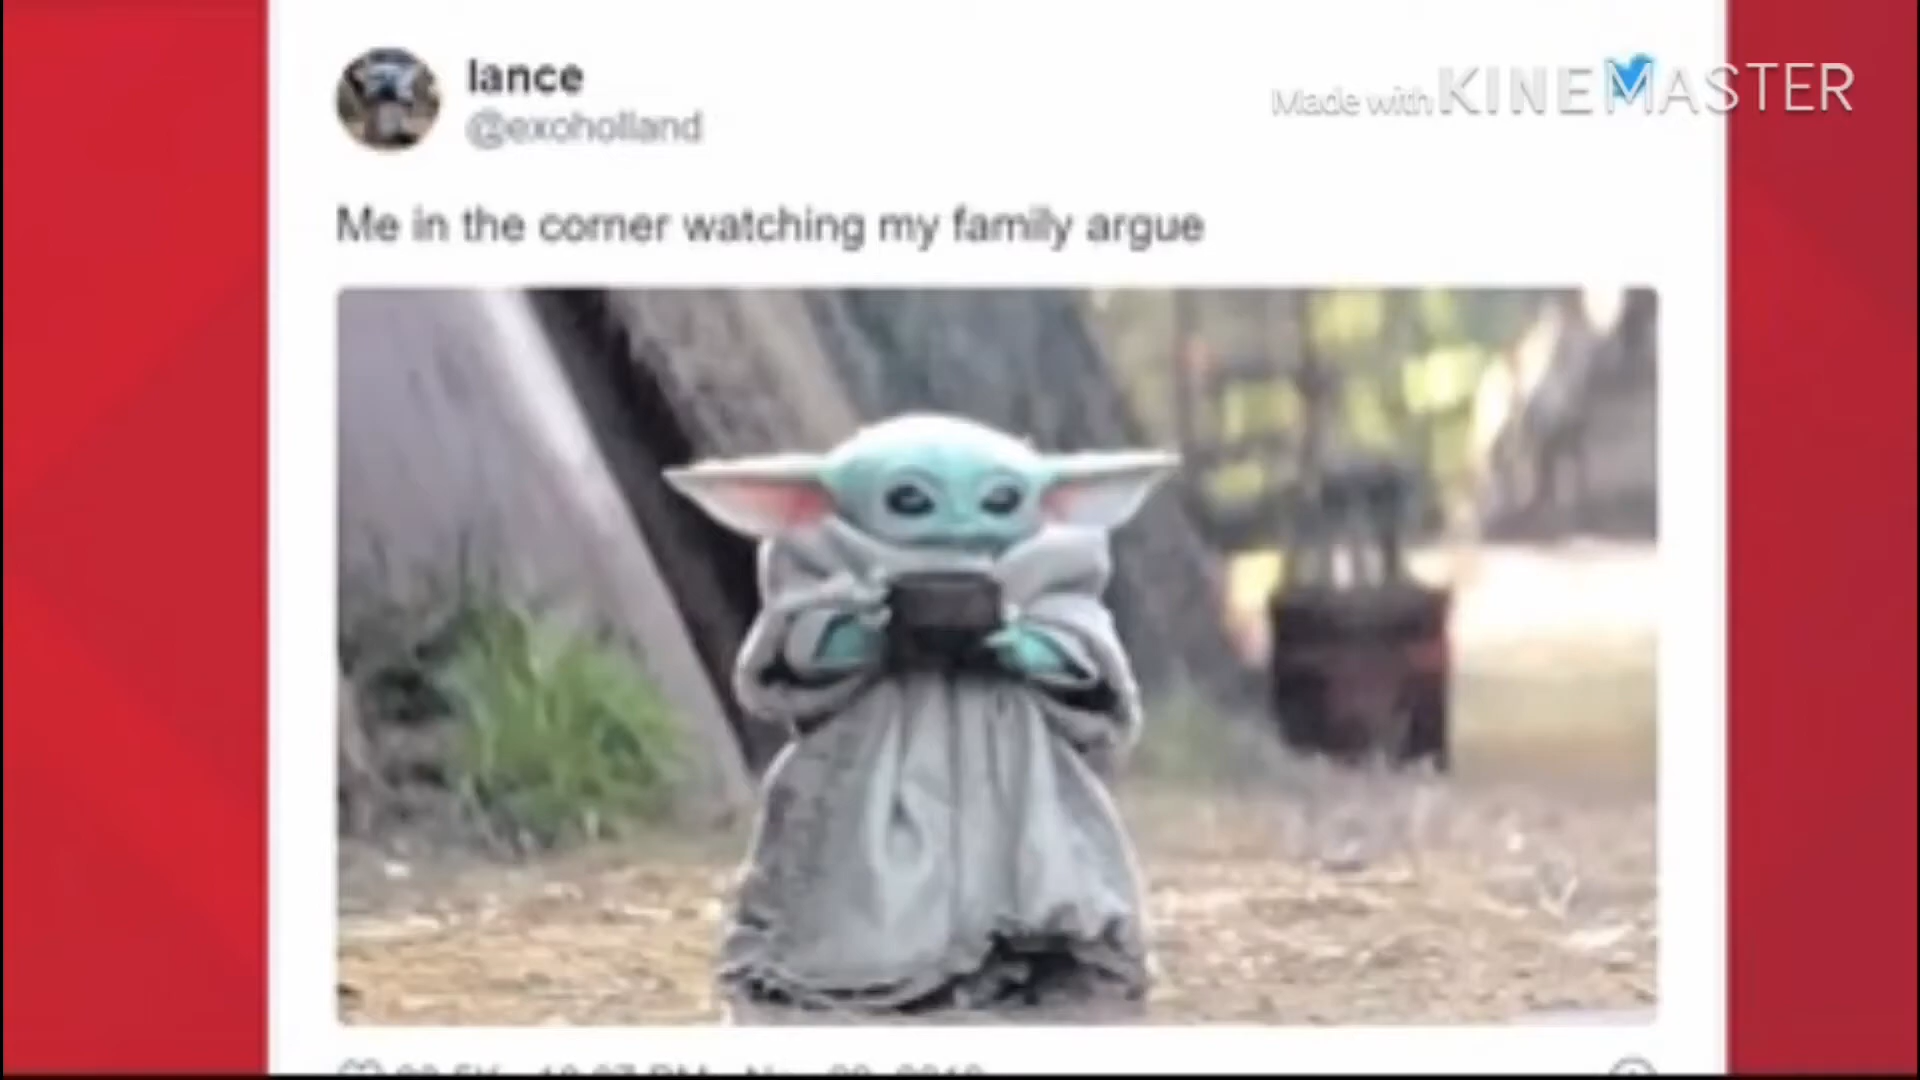 lance
@exoholland
Made with KINEMASTER
Me in the corner watching my family argue